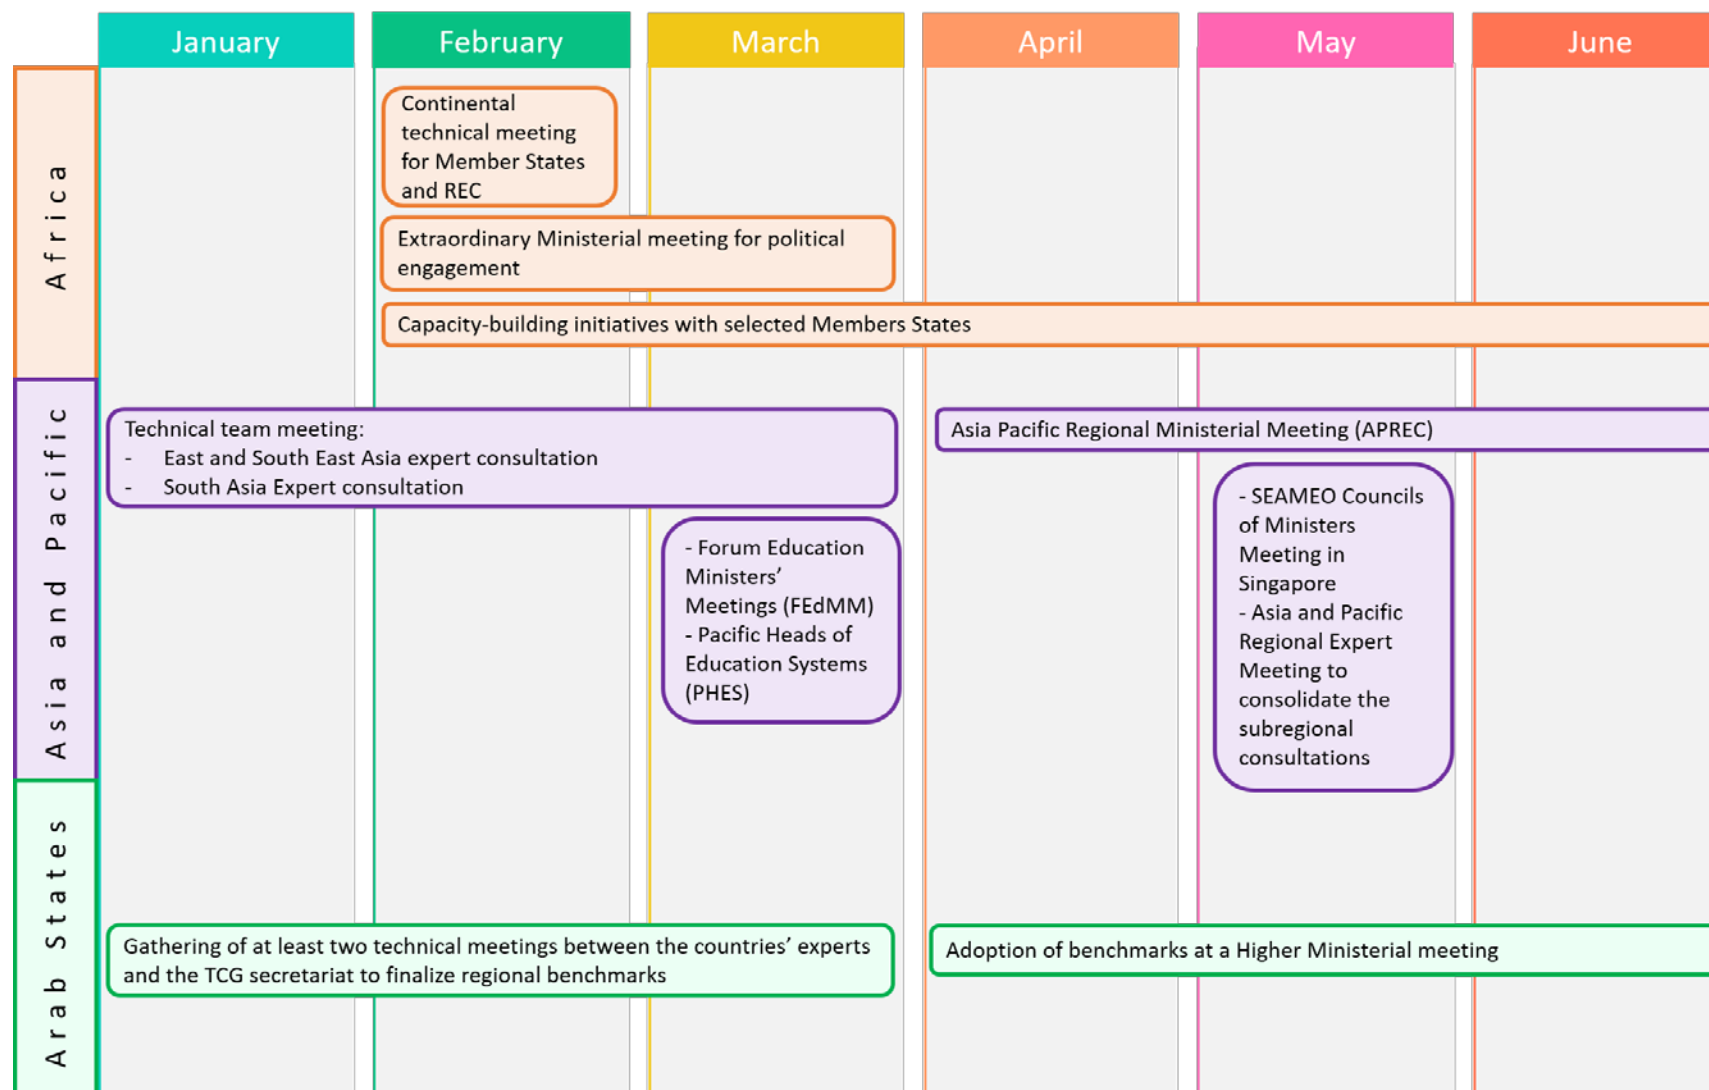 January
February
March
April
May
June
Africa
Continental
technical meeting
for Member States
and REC
Extraordinary Ministerial meeting for political
engagement
Capacity-building initiatives with selected Members States
Asia and Pacific
Technical team meeting:
- East and South East Asia expert consultation
- South Asia Expert consultation
Asia Pacific Regional Ministerial Meeting (APREC)
- Forum Education
Ministers’
Meetings (FEdMM)
- Pacific Heads of
Education Systems
(PHES)
- SEAMEO Councils
of Ministers
Meeting in
Singapore
- Asia and Pacific
Regional Expert
Meeting to
consolidate the
subregional
consultations
Arab States
Gathering of at least two technical meetings between the countries’ experts
and the TCG secretariat to finalize regional benchmarks
Adoption of benchmarks at a Higher Ministerial meeting